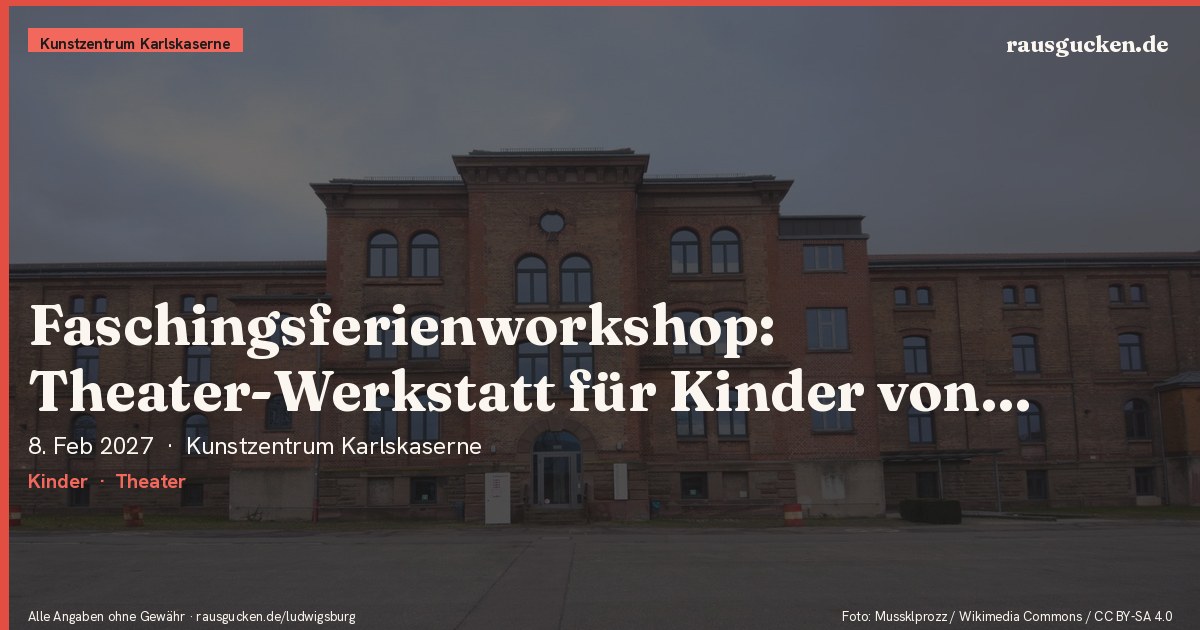 Kunstzentrum Karlskaserne
rausgucken.de
Faschingsferienworkshop:
Theater-Werkstatt für Kinder von...
8. Feb 2027 · Kunstzentrum Karlskaserne
Kinder · Theater
Alle Angaben ohne Gewähr · rausgucken.de/ludwigsburg
Foto: Mussklprozz / Wikimedia Commons / CC BY-SA 4.0